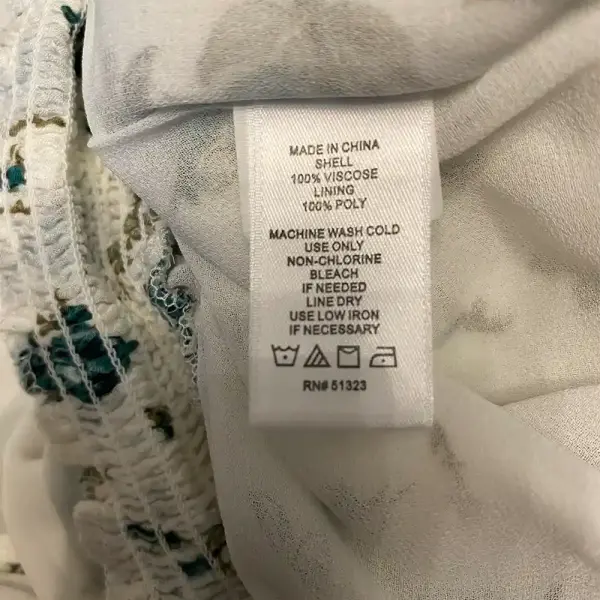 MADE IN CHINA
SHELL
100% VISCOSE
LINING
100% POLY
MACHINE WASH COLD
USE ONLY
NON-CHLORINE
BLEACH
IF NEEDED
LINE DRY
USE LOW IRON
IF NECESSARY
RN# 51323